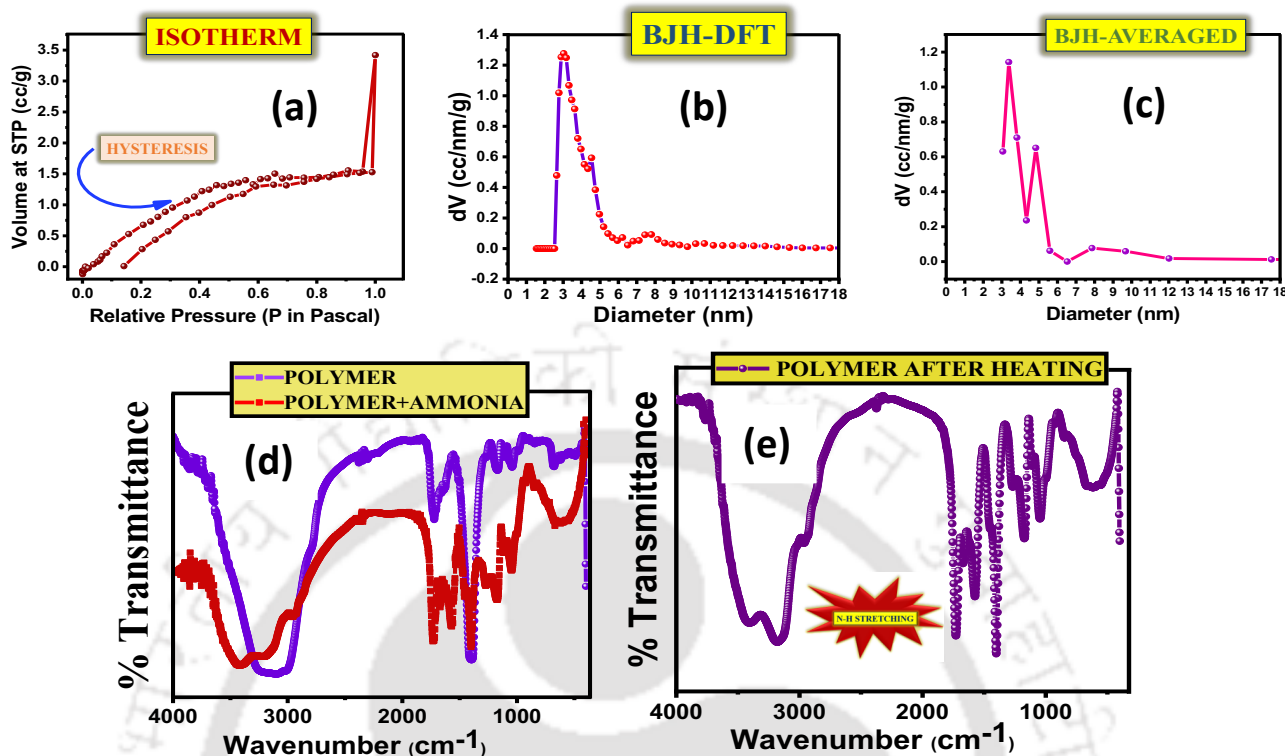 ISOTHERM
(a)
HYSTERESIS
Volume at STP (cc/g)
3.5
3.0
2.5
2.0
1.5
1.0
0.5
0.0
0.0 0.2 0.4 0.6 0.8 1.0
Relative Pressure (P in Pascal)
BJH-DFT
(b)
dV (cc/nm/g)
1.4
1.2
1.0
0.8
0.6
0.4
0.2
0.0
-0.2
0 1 2 3 4 5 6 7 8 9 10 11 12 13 14 15 16 17 18
Diameter (nm)
BJH-AVERAGED
(c)
dV (cc/nm/g)
1.2
1.0
0.8
0.6
0.4
0.2
0.0
0 1 2 3 4 5 6 7 8 9 10 11 12 13 14 15 16 17 18
Diameter (nm)
POLYMER
POLYMER+AMMONIA
(d)
% Transmittance
4000 3000 2000 1000
Wavenumber (cm-1)
POLYMER AFTER HEATING
(e)
N-H STRETCHING
% Transmittance
4000 3000 2000 1000
Wavenumber (cm-1)